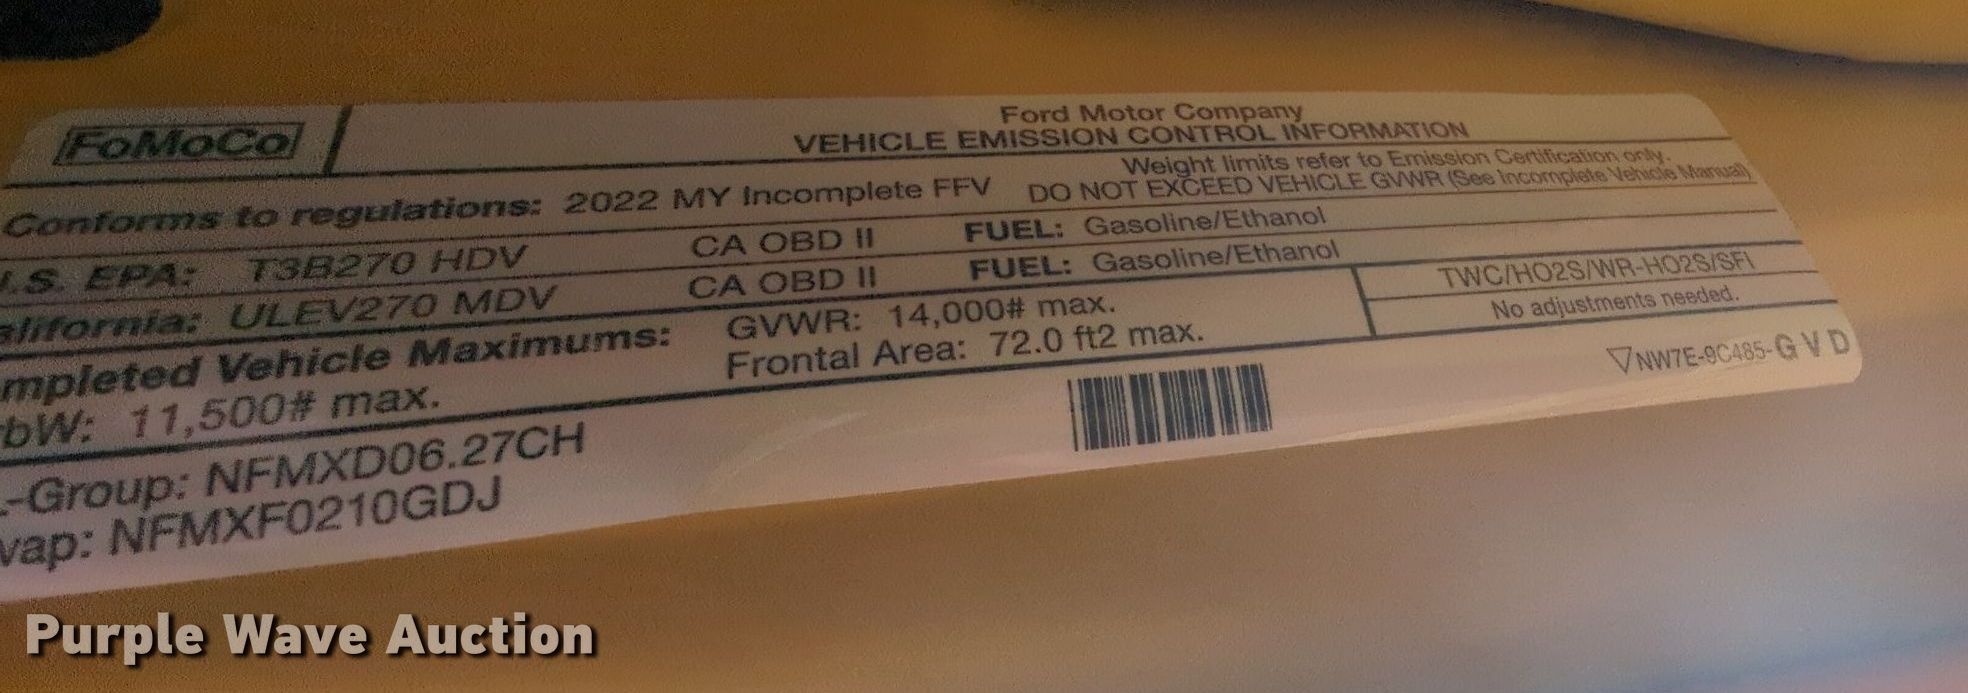 FoMoCo
Ford Motor Company
VEHICLE EMISSION CONTROL INFORMATION
Conforms to regulations: 2022 MY Incomplete FFV
Weight limits refer to Emission Certification only.
DO NOT EXCEED VEHICLE GVWR (See Incomplete Vehicle Manual)
.S. EPA: T3B270 HDV CA OBD II FUEL: Gasoline/Ethanol
alifornia: ULEV270 MDV CA OBD II FUEL: Gasoline/Ethanol
mpleted Vehicle Maximums:
bW: 11,500# max.
GVWR: 14,000# max.
Frontal Area: 72.0 ft2 max.
TWC/HO2S/WR-HO2S/SFI
No adjustments needed.
-Group: NFMXD06.27CH
vap: NFMXF0210GDJ
▽NW7E-9C485-G V D
Purple Wave Auction